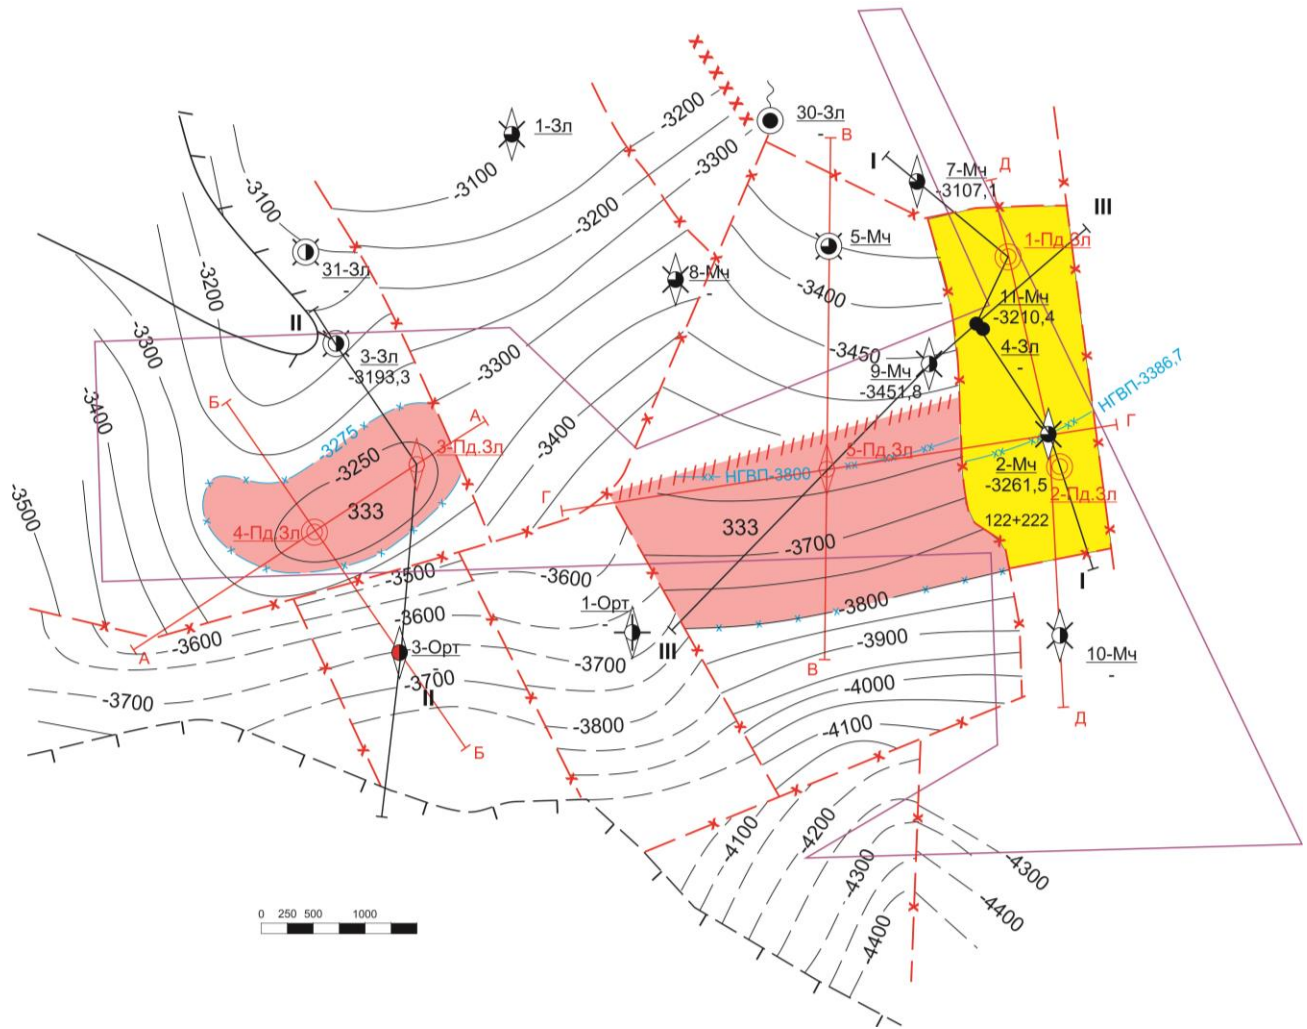 -3200
30-Зл
-
1-Зл
В
-3300
-3100
I
7-Мч
-3107,1
Д
-3100
-3200
III
5-Мч
1-Пд.Зл
31-Зл
-
-3200
8-Мч
-
-3400
11-Мч
-3210,4
II
-3300
3-Зл
-3193,3
-3300
-3450
4-Зл
-
9-Мч
-3451,8
НГВП-3386,7
-3400
Б
А
-3275
-3400
Г
3-Пд.Зл
-3250
5-Пд.Зл
НГВП-3800
2-Мч
-3261,5
2-Пд.Зл
-3500
Г
333
333
122+222
4-Пд.Зл
-3700
-3500
-3600
I
1-Орт
-3800
-3600
-3600
3-Орт
-
А
III
-3700
-3900
10-Мч
-
В
-3700
-3700
II
-4000
Д
-3800
-4100
Б
-4100
-4200
-4300
-4300
-4400
-4400
0 250 500 1000